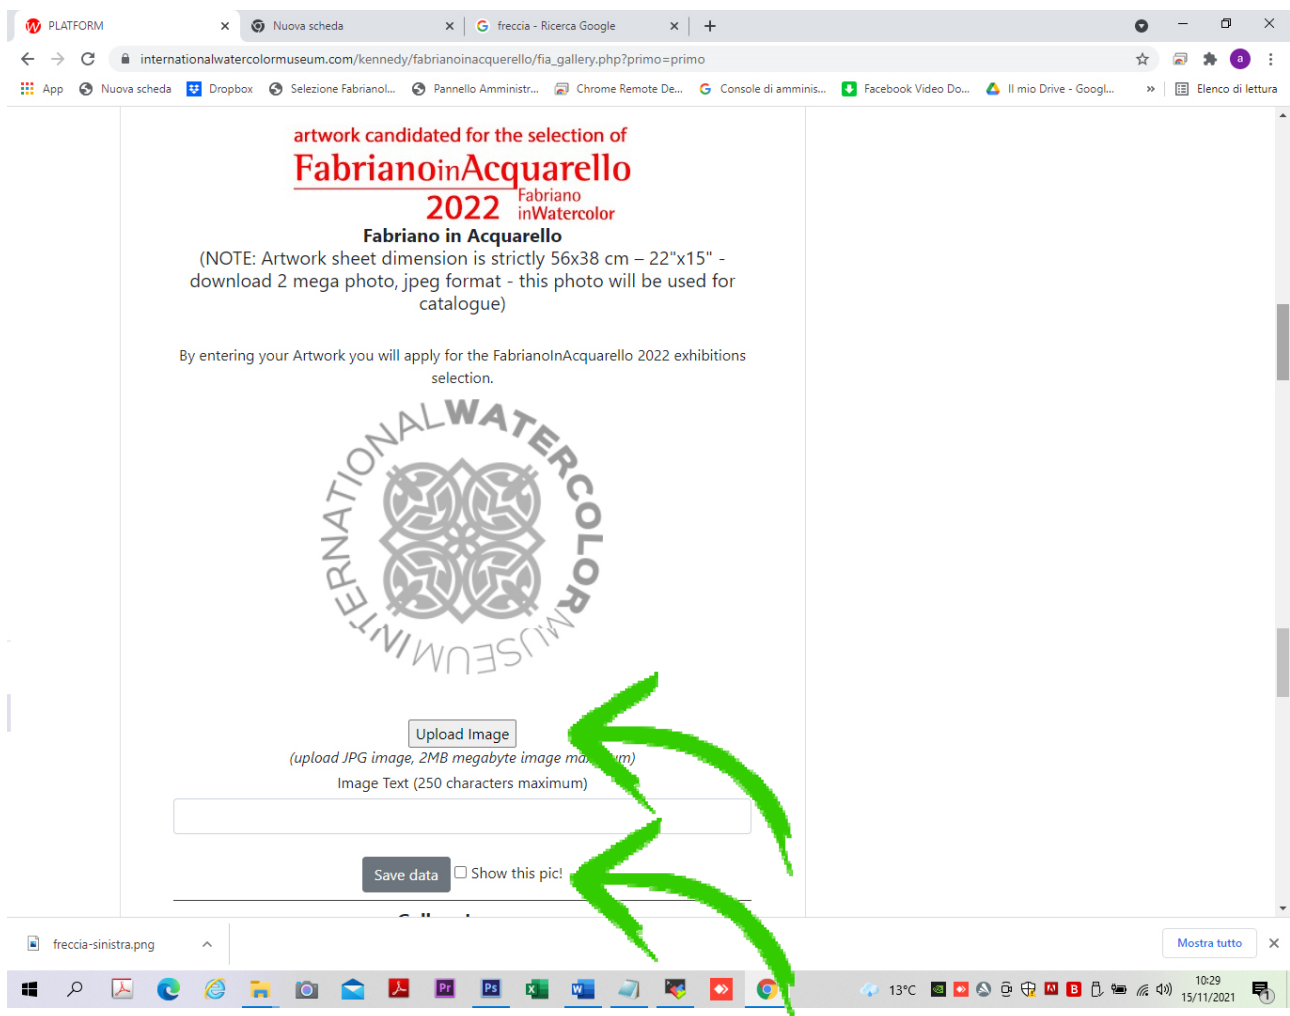 PLATFORM
Nuova scheda
freccia - Ricerca Google
internationalwatercolormuseum.com/kennedy/fabrianoinacquerello/fia_gallery.php?primo=primo
a
App
Nuova scheda
Dropbox
Selezione Fabrianol...
Pannello Amministr...
Chrome Remote De...
Console di amminis...
Facebook Video Do...
Il mio Drive - Googl...
»
Elenco di lettura
artwork candidated for the selection of
FabrianoinAcquarello
2022 Fabriano
inWatercolor
Fabriano in Acquarello
(NOTE: Artwork sheet dimension is strictly 56x38 cm – 22"x15" -
download 2 mega photo, jpeg format - this photo will be used for
catalogue)
By entering your Artwork you will apply for the FabrianoInAcquarello 2022 exhibitions
selection.
INTERNATIONALWATERCOLORMUSEUM
Upload Image
(upload JPG image, 2MB megabyte image maximum)
Image Text (250 characters maximum)
Save data
Show this pic!
freccia-sinistra.png
Mostra tutto
Pr
Ps
13°C
10:29
15/11/2021
1